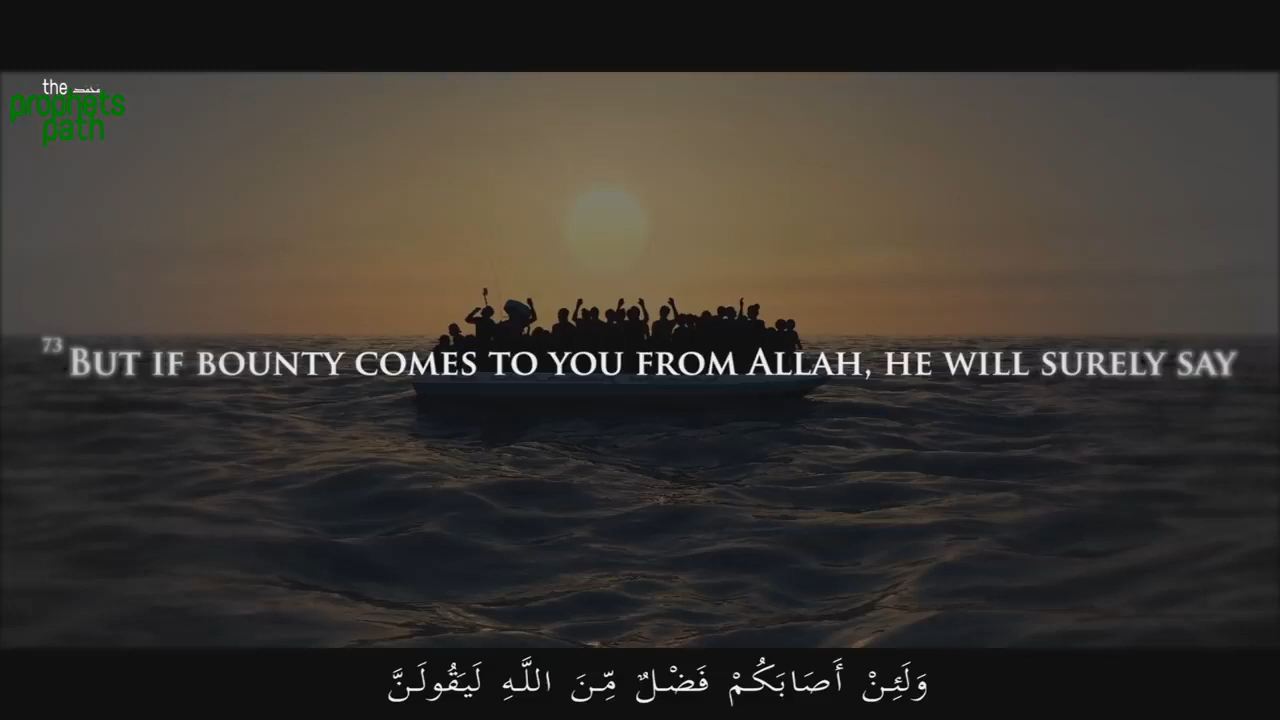 the محمد
prophets
path
73 But if bounty comes to you from Allah, he will surely say
وَلَئِنْ أَصَابَكُمْ فَضْلٌ مِّنَ اللَّهِ لَيَقُولَنَّ